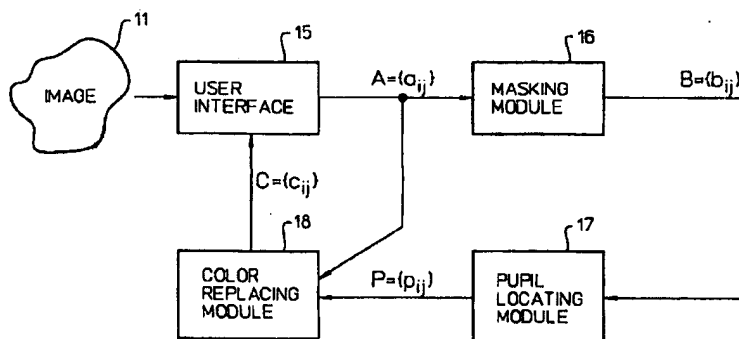 11
IMAGE
15
USER
INTERFACE
A={aij}
16
MASKING
MODULE
B={bij}
C={cij}
18
COLOR
REPLACING
MODULE
P={pij}
17
PUPIL
LOCATING
MODULE